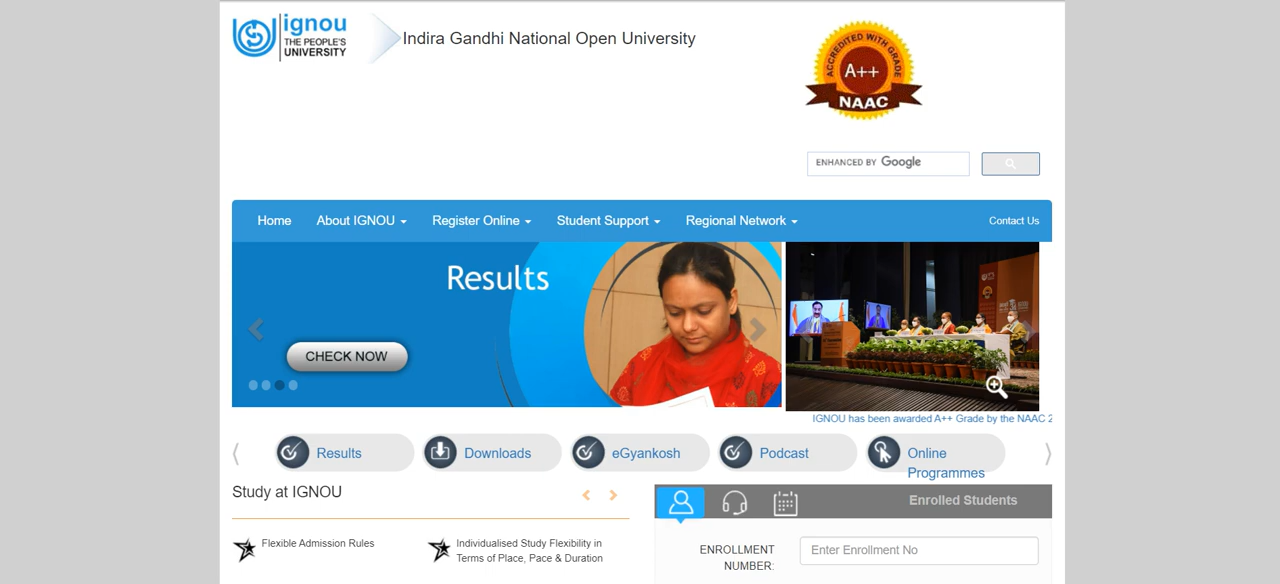 ignou
THE PEOPLE'S
UNIVERSITY
Indira Gandhi National Open University
ACCREDITED WITH GRADE
A++
NAAC
ENHANCED BY Google
Home About IGNOU Register Online Student Support Regional Network Contact Us
Results
CHECK NOW
IGNOU has been awarded A++ Grade by the NAAC 2
Results Downloads eGyankosh Podcast Online
Programmes
Study at IGNOU
Enrolled Students
Flexible Admission Rules
Individualised Study Flexibility in
Terms of Place, Pace & Duration
ENROLLMENT
NUMBER:
Enter Enrollment No